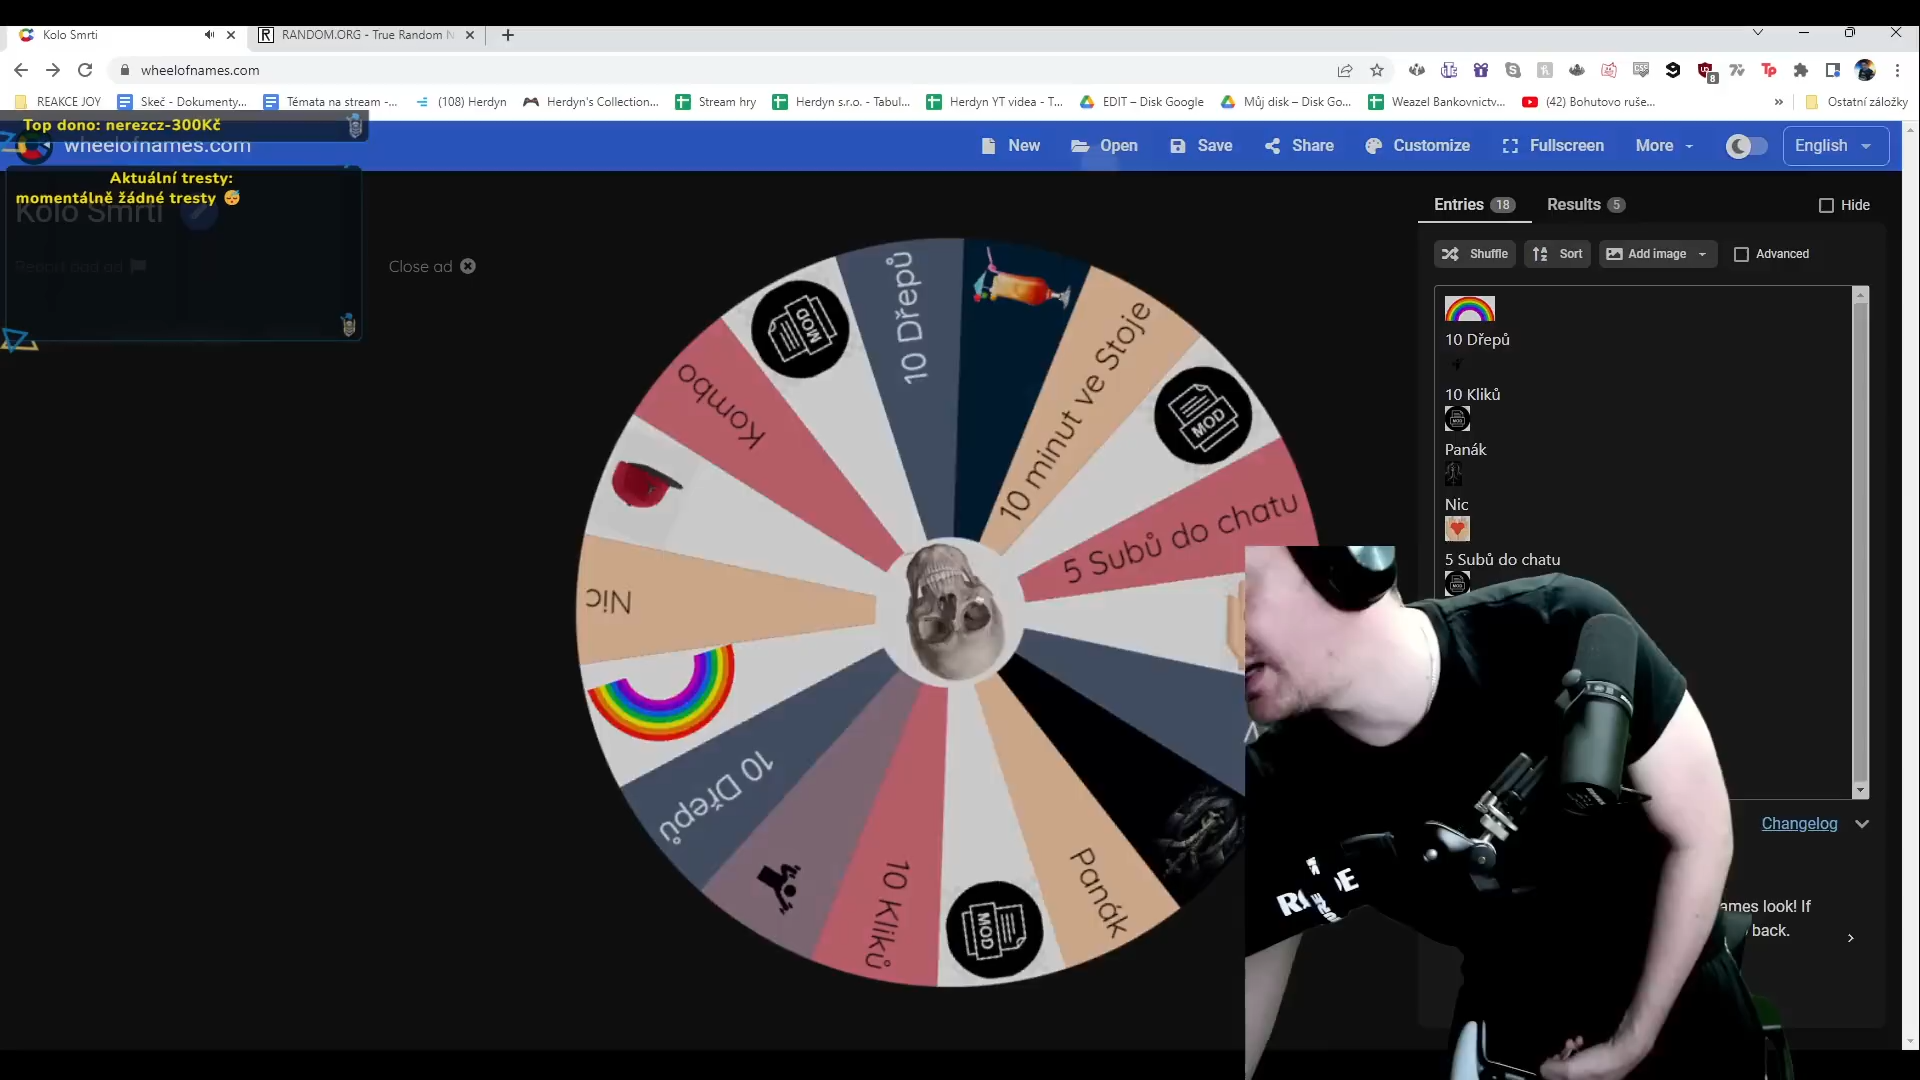 Kolo Smrti
RANDOM.ORG - True Random N
wheelofnames.com
8
REAKCE JOY
Skeč - Dokumenty...
Témata na stream -...
(108) Herdyn
Herdyn's Collection...
Stream hry
Herdyn s.r.o. - Tabul...
Herdyn YT videa - T...
EDIT – Disk Google
Můj disk – Disk Go...
Weazel Bankovnictv...
(42) Bohutovo ruše...
»
Ostatní záložky
Top dono: nerezcz-300Kč
wheelofnames.com
New
Open
Save
Share
Customize
Fullscreen
More
English
Aktuální tresty:
momentálně žádné tresty 😴
Kolo Smrti
Close ad
Entries 18
Results 5
Hide
Shuffle
Sort
Add image
Advanced
10 Dřepů
10 Kliků
Panák
Nic
5 Subů do chatu
10 Dřepů
10 minut ve Stoje
MOD
5 Subů do chatu
Panák
MOD
10 Kliků
10 Dřepů
Nic
Kombo
MOD
Changelog
ames look! If
back.